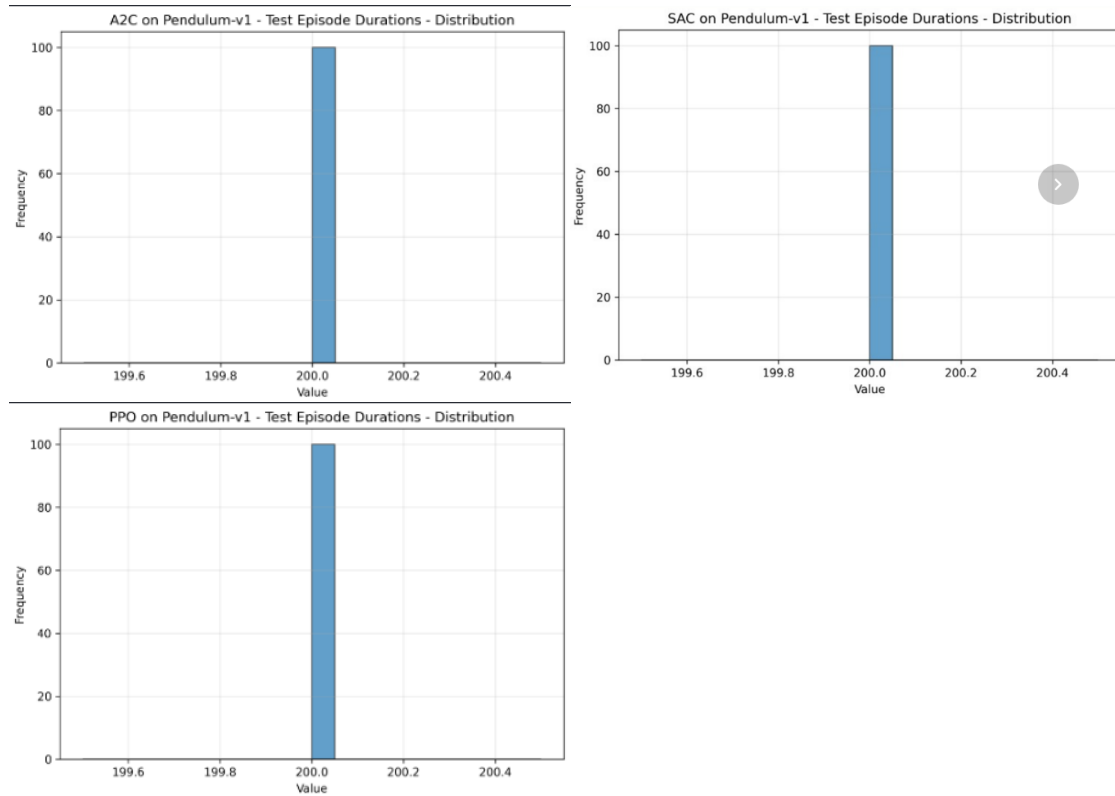 A2C on Pendulum-v1 - Test Episode Durations - Distribution
100
80
60
40
20
0
Frequency
199.6 199.8 200.0 200.2 200.4
Value
SAC on Pendulum-v1 - Test Episode Durations - Distribution
100
80
60
40
20
0
Frequency
199.6 199.8 200.0 200.2 200.4
Value
PPO on Pendulum-v1 - Test Episode Durations - Distribution
100
80
60
40
20
0
Frequency
199.6 199.8 200.0 200.2 200.4
Value